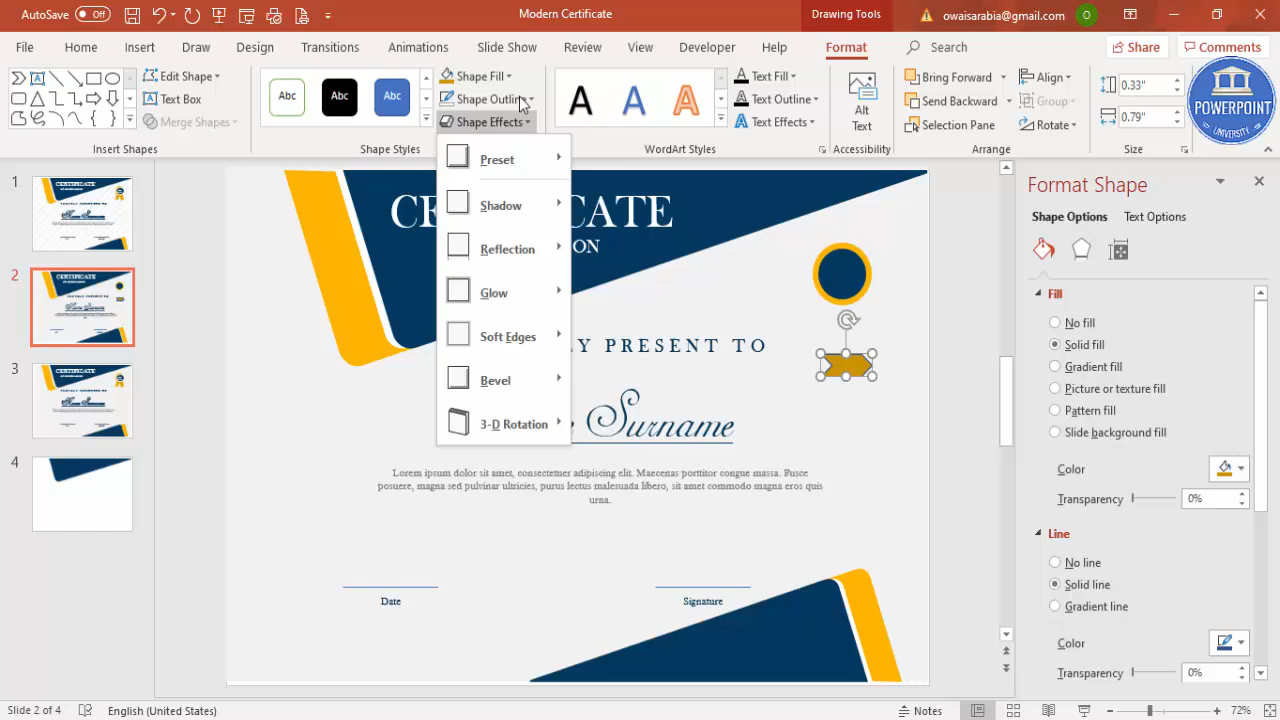 AutoSave Off
Modern Certificate
Drawing Tools
owaisarabia@gmail.com
O
File Home Insert Draw Design Transitions Animations Slide Show Review View Developer Help Format Search
Share Comments
Edit Shape
Text Box
Merge Shapes
Insert Shapes
Abc Abc Abc
Shape Fill
Shape Outline
Shape Effects
Shape Styles
A A A
Text Fill
Text Outline
Text Effects
WordArt Styles
Alt
Text
Accessibility
Bring Forward
Send Backward
Selection Pane
Align
Group
Rotate
Arrange
0.33"
0.79"
Size
POWERPOINT
UNIVERSITY
Preset
Shadow
Reflection
Glow
Soft Edges
Bevel
3-D Rotation
1
2
3
4
CE CATE
ON
Y PRESENT TO
Surname
Lorem ipsum dolor sit amet, consectetuer adipiscing elit. Maecenas porttitor congue massa. Fusce
posuere, magna sed pulvinar ultricies, purus lectus malesuada libero, sit amet commodo magna eros quis
urna.
Date
Signature
Format Shape
Shape Options Text Options
Fill
No fill
Solid fill
Gradient fill
Picture or texture fill
Pattern fill
Slide background fill
Color
Transparency 0%
Line
No line
Solid line
Gradient line
Color
Transparency 0%
Slide 2 of 4
English (United States)
Notes
72%